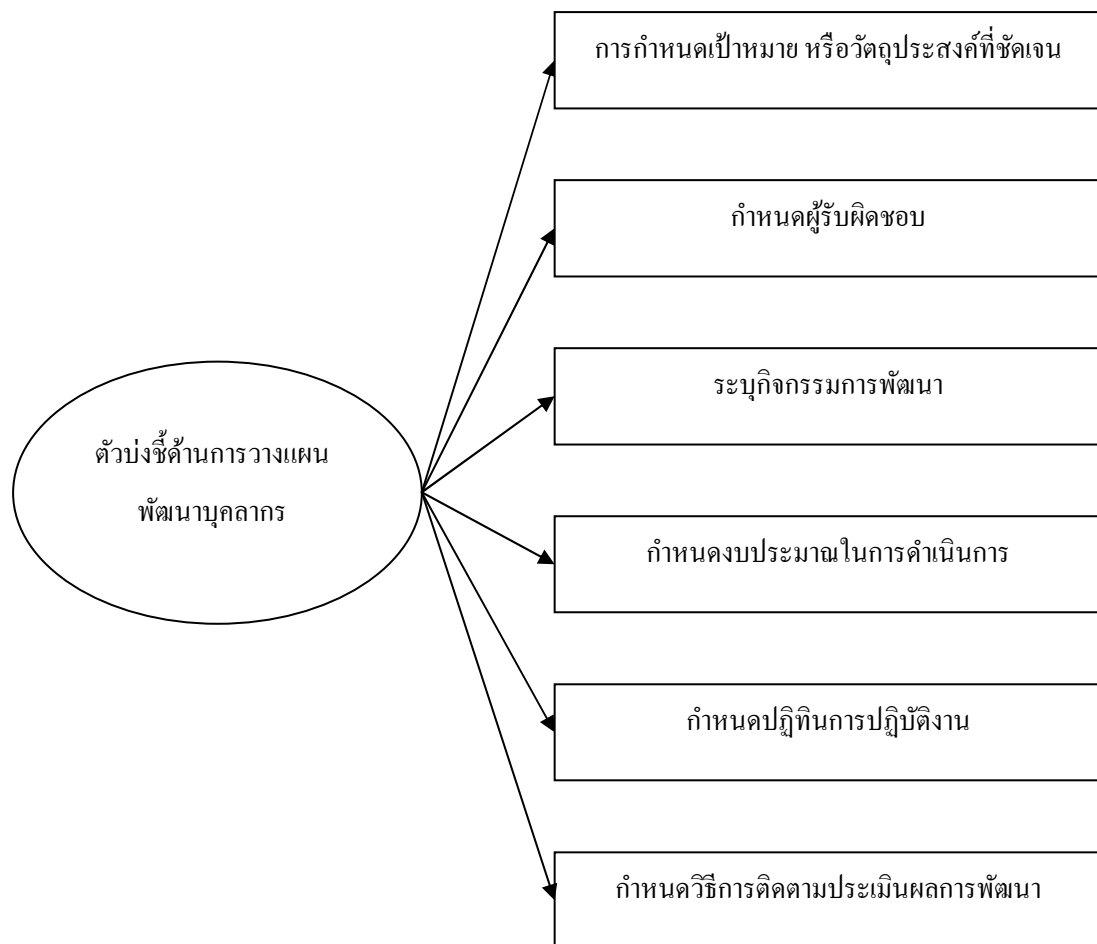 การกำหนดเป้าหมาย หรือวัตถุประสงค์ที่ชัดเจน
กำหนดผู้รับผิดชอบ
ระบุกิจกรรมการพัฒนา
ตัวบ่งชี้ด้านการวางแผน
พัฒนาบุคลากร
กำหนดงบประมาณในการดำเนินการ
กำหนดปฏิทินการปฏิบัติงาน
กำหนดวิธีการติดตามประเมินผลการพัฒนา